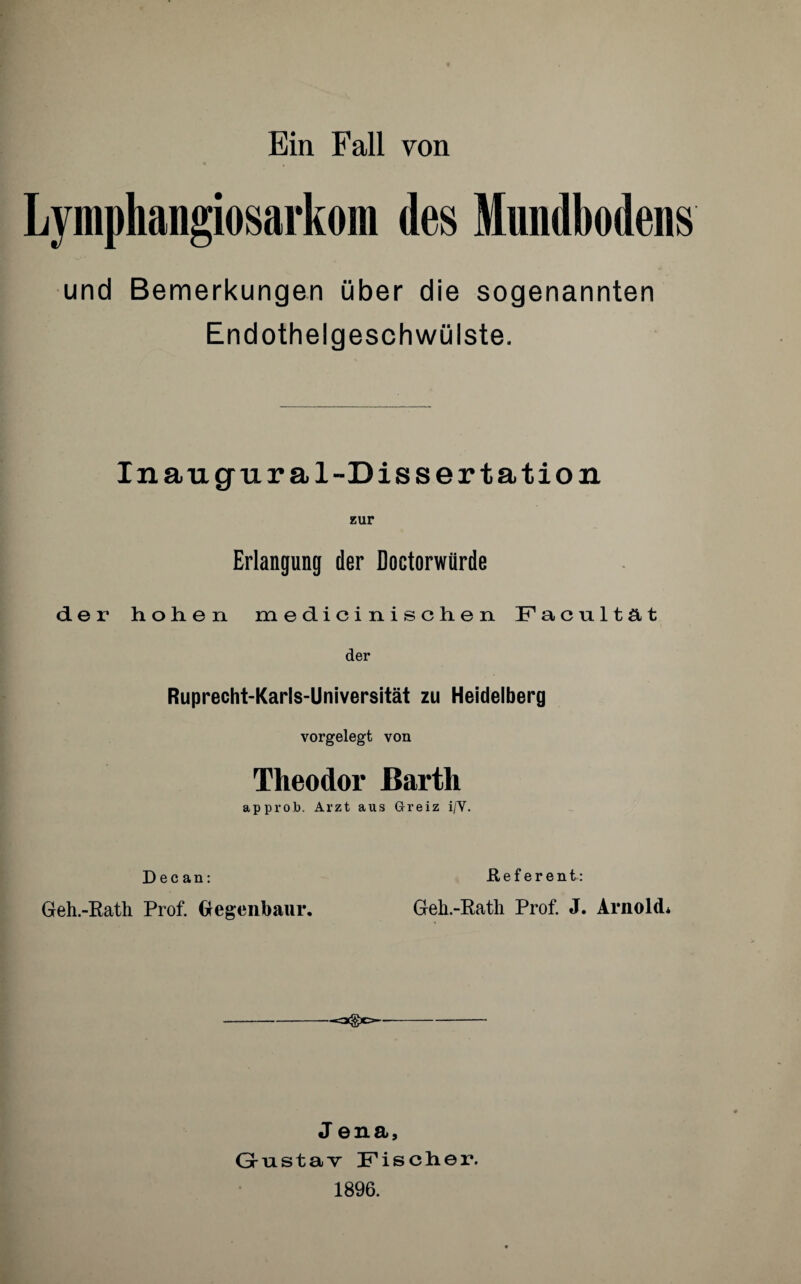 Ein Fall von
Lymphangiosarkom des Mundbodens
und Bemerkungen über die sogenannten
Endothelgeschwülste.
Inaugural-Dissertation
zur
Erlangung der Doctorwürde
der hohen medicinischen Facultät
der
Ruprecht-Karls-Universität zu Heidelberg
vorgelegt von
Theodor Barth
approb. Arzt aus Greiz i/V.
Decan: Referent:
Geh.-Rath Prof. Gegenbaur. Geh.-Rath Prof. J. Arnold.
Jena,
Gustav Fischer.
1896.